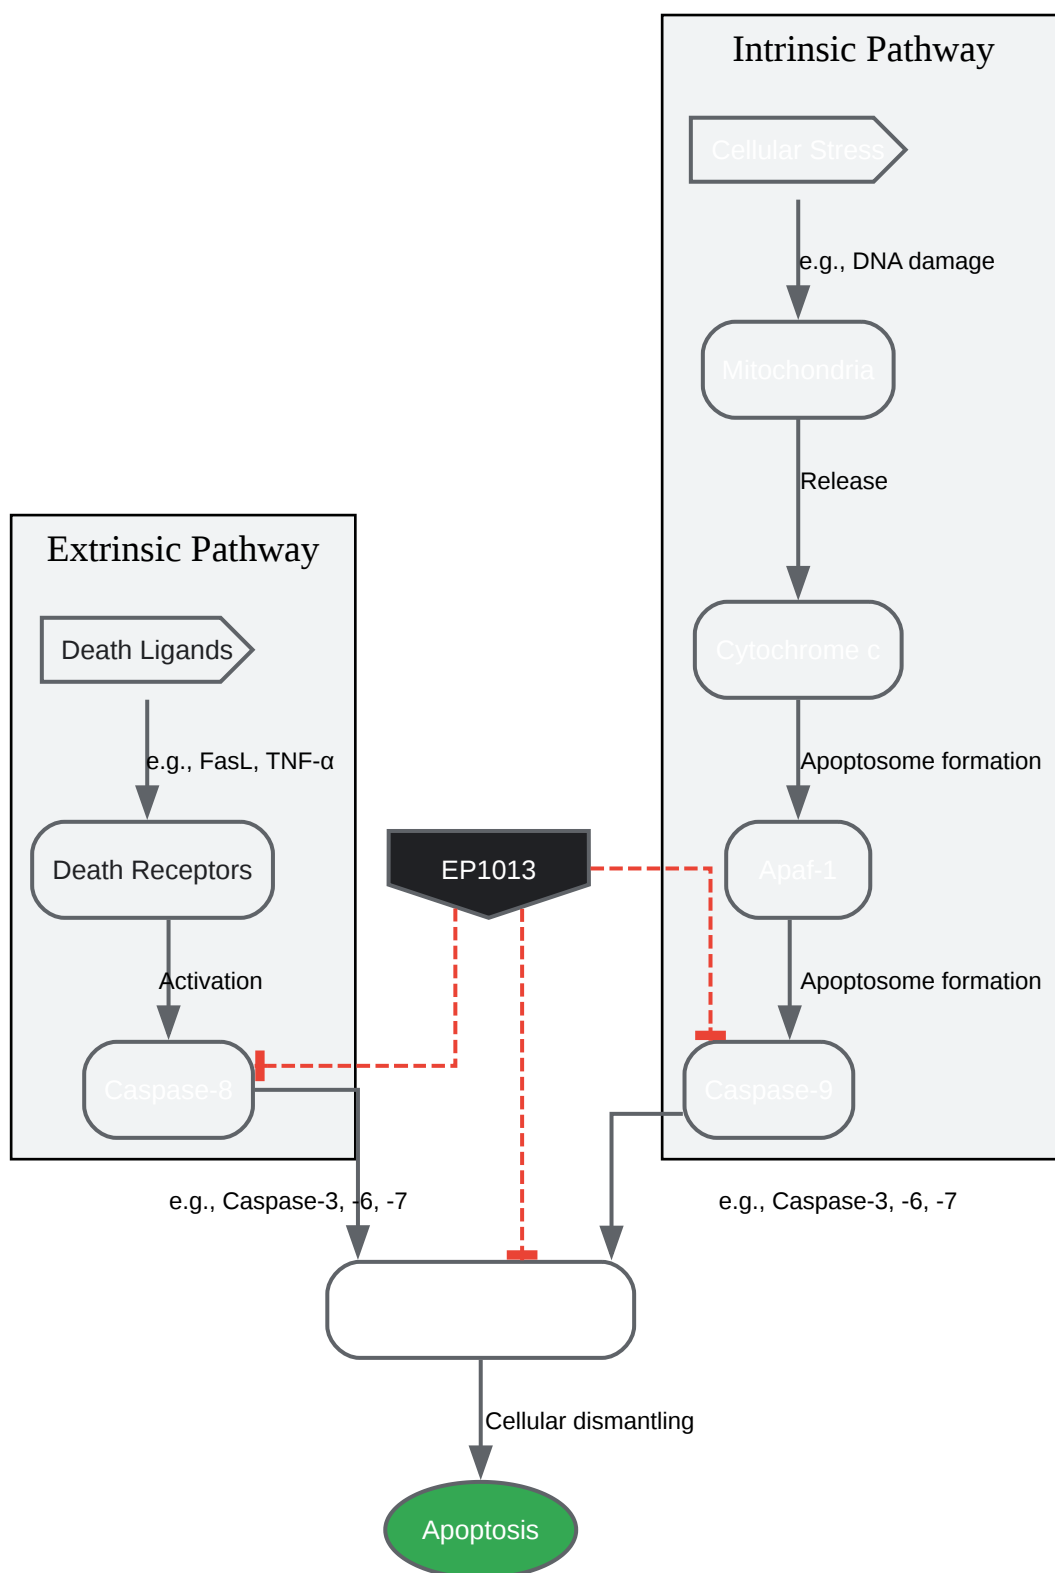 Intrinsic Pathway
Cellular Stress
e.g., DNA damage
Mitochondria
Release
Extrinsic Pathway
Death Ligands
Cytochrome c
e.g., FasL, TNF-α
Apoptosome formation
Death Receptors
EP1013
Apaf-1
Activation
Apoptosome formation
Caspase-8
Caspase-9
e.g., Caspase-3, -6, -7
e.g., Caspase-3, -6, -7
Cellular dismantling
Apoptosis